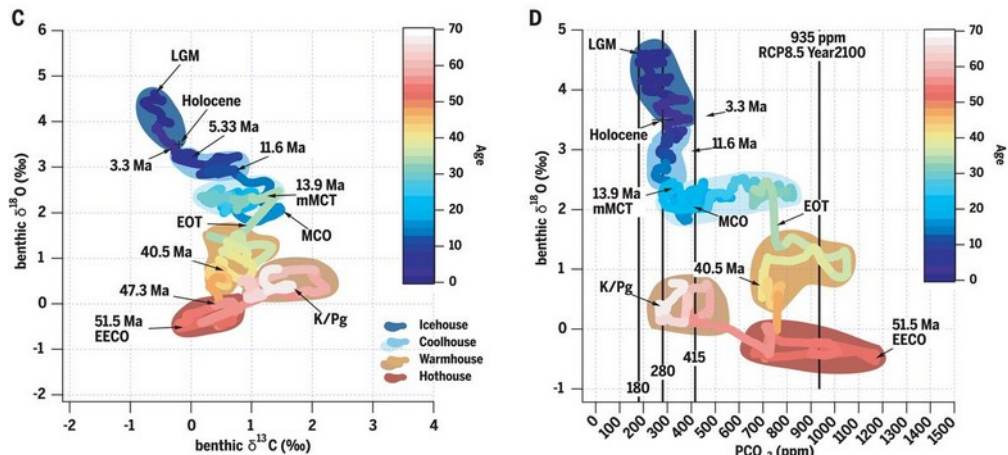 C
6
5
4
3
2
1
0
-1
-2
benthic δ18O (‰)
-2
-1
0
1
2
3
4
benthic δ13C (‰)
LGM
Holocene
5.33 Ma
3.3 Ma
11.6 Ma
13.9 Ma
mMCT
EOT
MCO
40.5 Ma
47.3 Ma
K/Pg
51.5 Ma
EECO
Icehouse
Coolhouse
Warmhouse
Hothouse
70
60
50
40
30
20
10
0
Age
D
935 ppm
RCP8.5 Year2100
5
4
3
2
1
0
-1
benthic δ18O (‰)
LGM
3.3 Ma
Holocene
11.6 Ma
13.9 Ma
mMCT
MCO
EOT
40.5 Ma
K/Pg
51.5 Ma
EECO
415
280
180
0
100
200
300
400
500
600
700
800
900
1000
1100
1200
1300
1400
1500
PCO2 (ppm)
70
60
50
40
30
20
10
0
Age